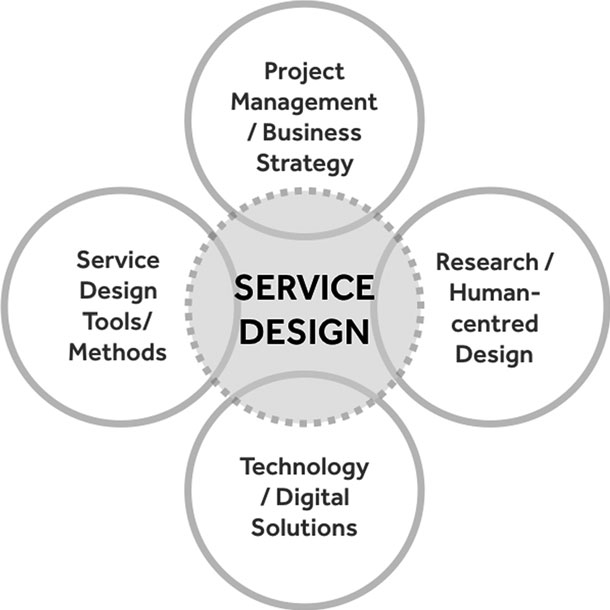 Project
Management
/ Business
Strategy
Service
Design
Tools/
Methods
SERVICE
DESIGN
Research /
Human-
centred
Design
Technology
/ Digital
Solutions